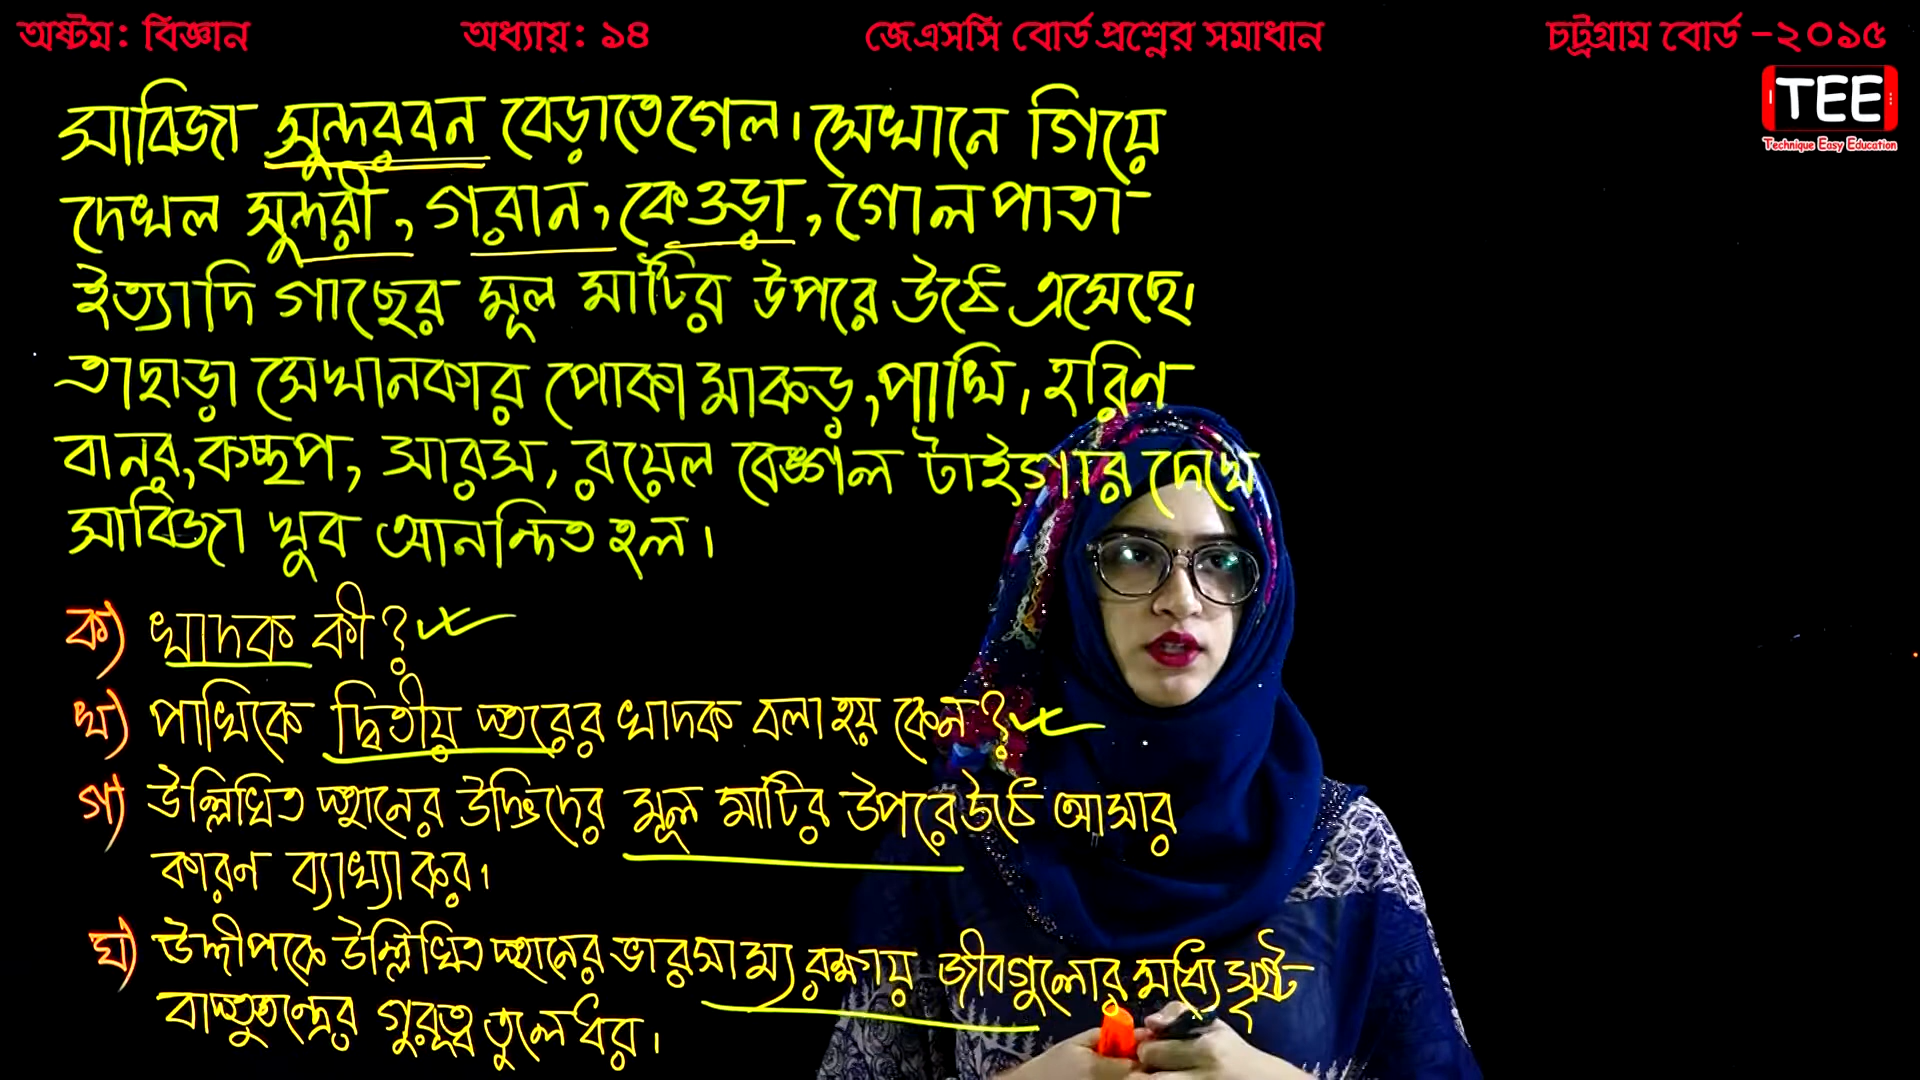 অষ্টম: বিজ্ঞান অধ্যায়: ১৪ জেএসসি বোর্ড প্রশ্নের সমাধান চট্রগ্রাম বোর্ড -২০১৫
TEE
Technique Easy Education
সাবিজা সুন্দরবন বেড়াতে গেল। সেখানে গিয়ে
দেখল সুন্দরী, গরান, কেওড়া, গোল পাতা
ইত্যাদি গাছের মূল মাটির উপরে উঠে এসেছে।
তাছাড়া সেখানকার পোকা মাকড়, পাখি, হরিণ
বানর, কচ্ছপ, সারস, রয়েল বেঙ্গল টাইগার দেখে
সাবিজা খুব আনন্দিত হল।
ক) খাদক কী?
খ) পাখিকে দ্বিতীয় স্তরের খাদক বলা হয় কেন?
গ) উল্লিখিত স্থানের উদ্ভিদের মূল মাটির উপরে উঠে আসার
কারণ ব্যাখ্যা কর।
ঘ) উদ্দীপকে উল্লিখিত স্থানের ভারসাম্য রক্ষায় জীবগুলোর মধ্যে সৃষ্ট
বাস্তুতন্ত্রের গুরুত্ব তুলে ধর।